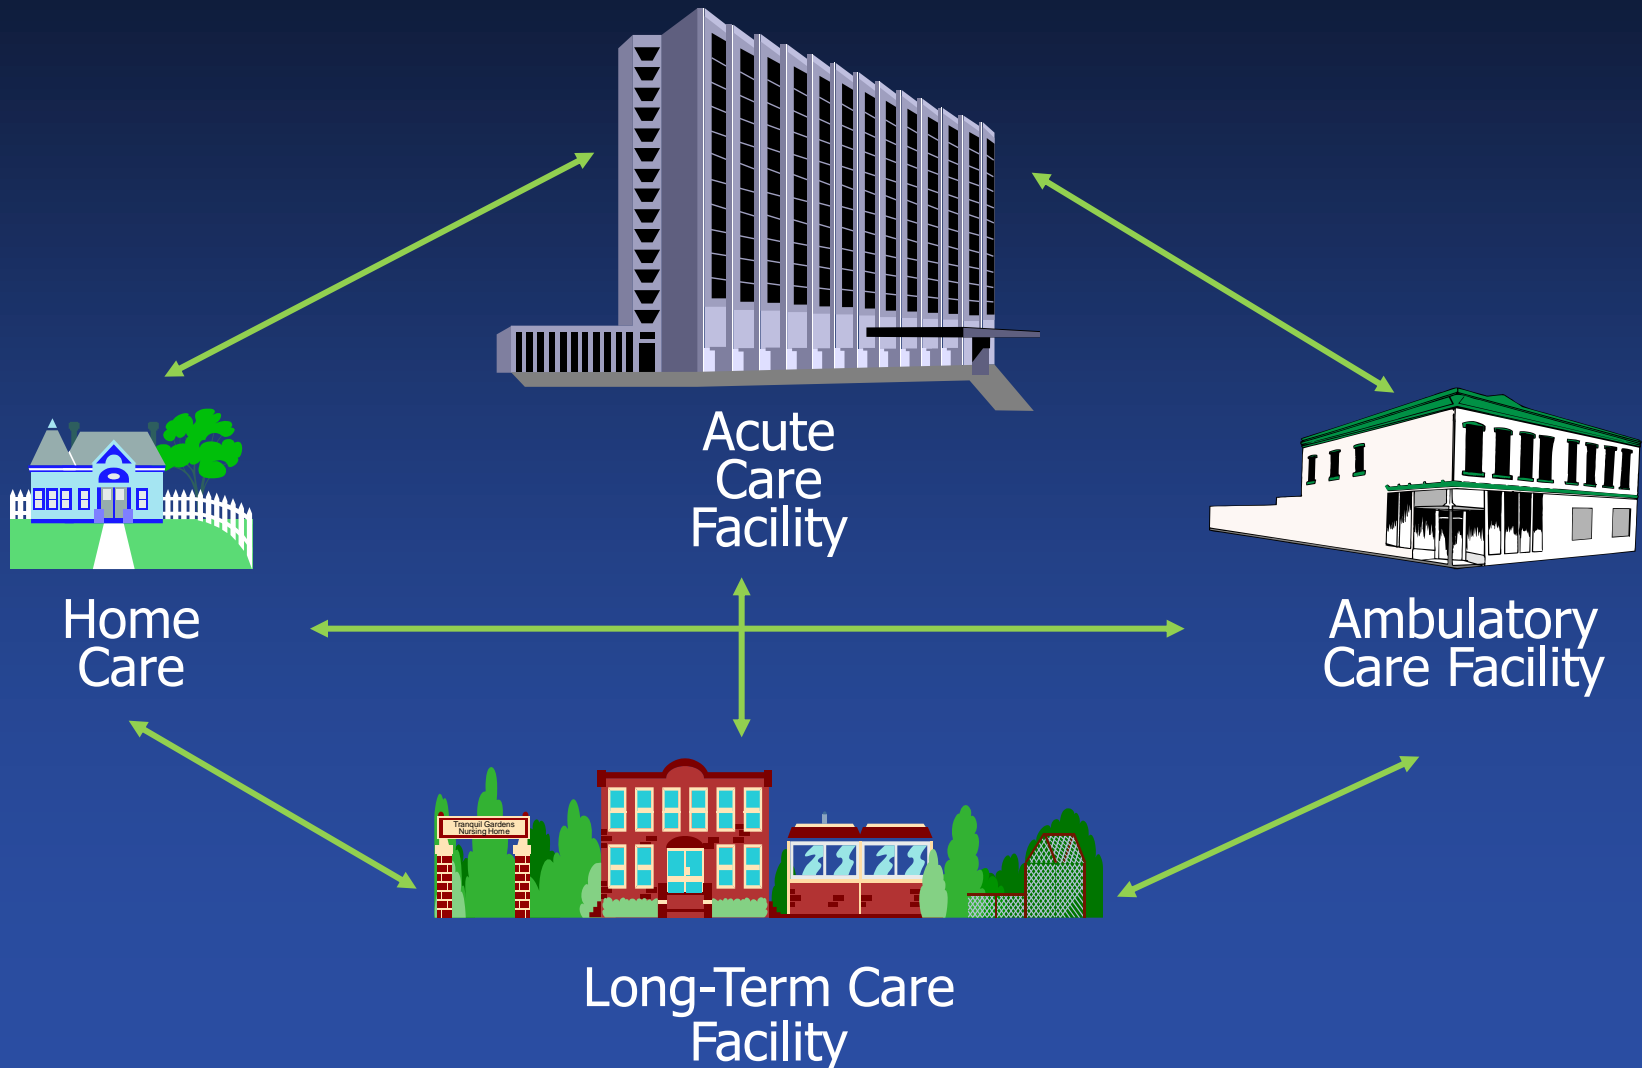 Acute
Care
Facility
Home
Care
Ambulatory
Care Facility
Tranquil Gardens
Nursing Home
Long-Term Care
Facility